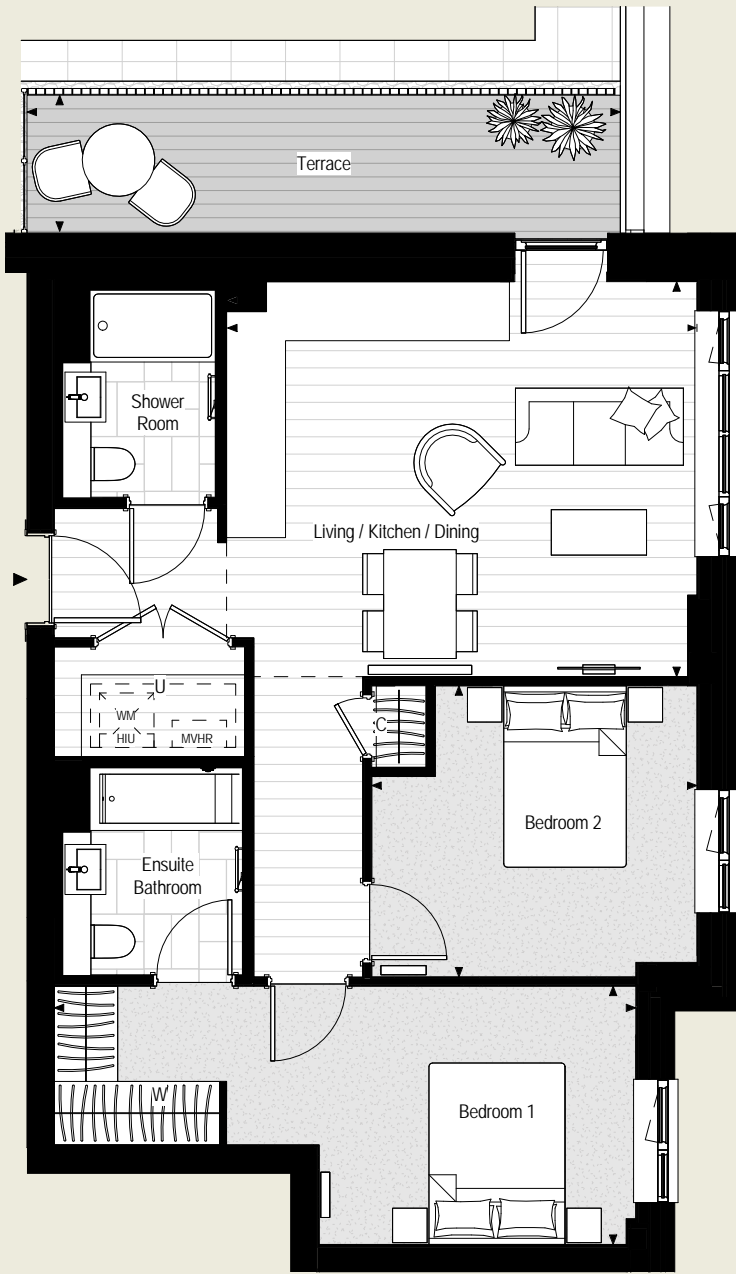 Terrace
Shower
Room
Living / Kitchen / Dining
U
WM
HIU
MVHR
C
Bedroom 2
Ensuite
Bathroom
W
Bedroom 1